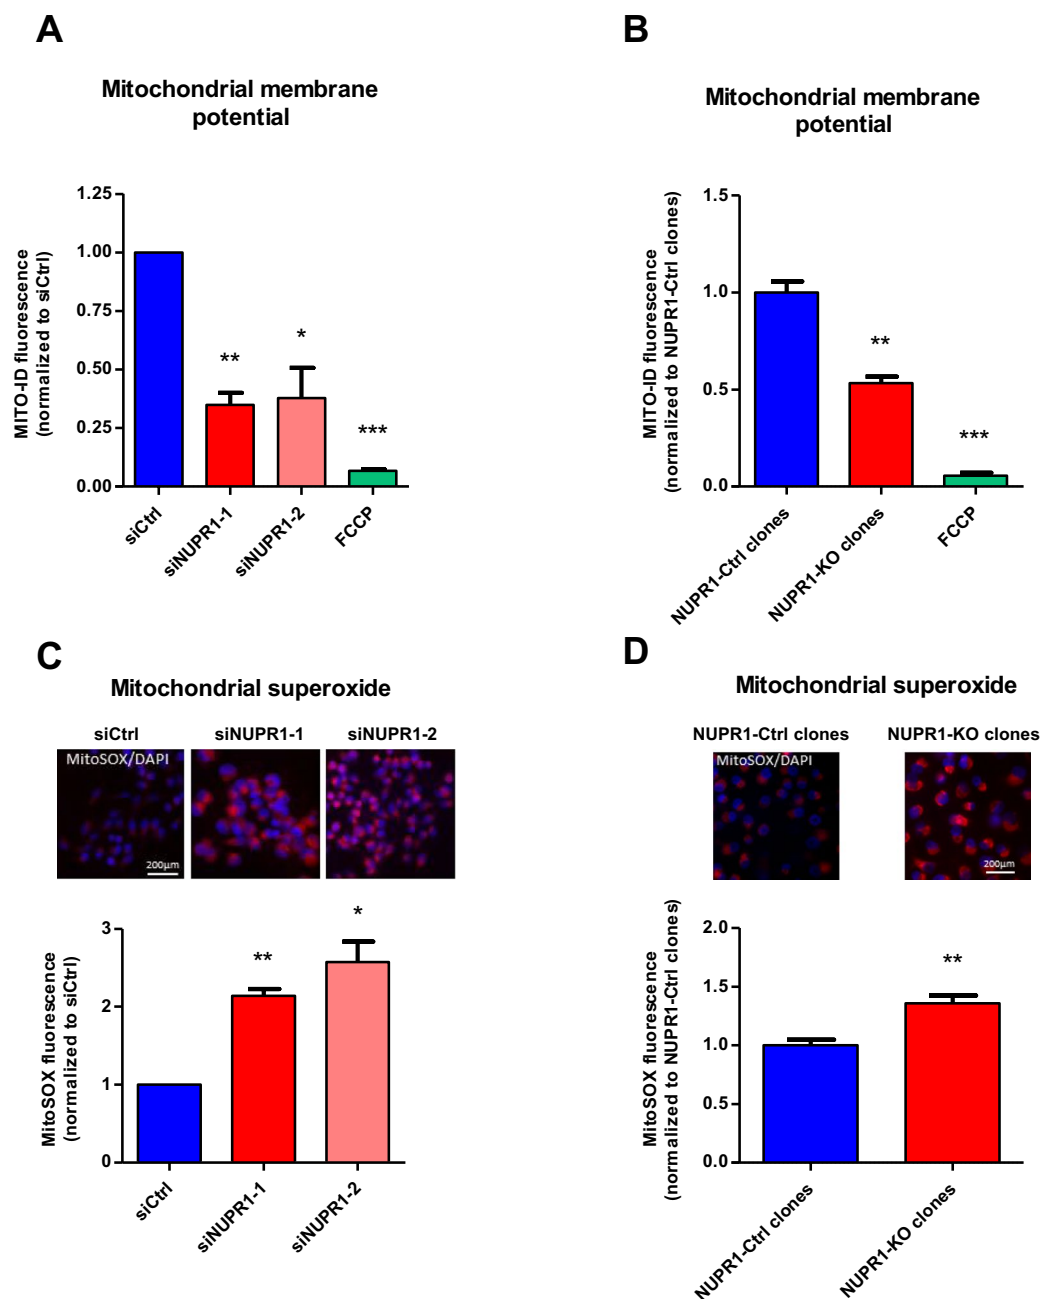 A
Mitochondrial membrane
potential
MITO-ID fluorescence
(normalized to siCtrl)
1.25
1.00
0.75
0.50
0.25
0.00
**
*
***
siCtrl
siNUPR1-1
siNUPR1-2
FCCP
B
Mitochondrial membrane
potential
MITO-ID fluorescence
(normalized to NUPR1-Ctrl clones)
1.5
1.0
0.5
0.0
**
***
NUPR1-Ctrl clones
NUPR1-KO clones
FCCP
C
Mitochondrial superoxide
siCtrl
siNUPR1-1
siNUPR1-2
MitoSOX/DAPI
200μm
MitoSOX fluorescence
(normalized to siCtrl)
3
2
1
0
**
*
siCtrl
siNUPR1-1
siNUPR1-2
D
Mitochondrial superoxide
NUPR1-Ctrl clones
NUPR1-KO clones
MitoSOX/DAPI
200μm
MitoSOX fluorescence
(normalized to NUPR1-Ctrl clones)
2.0
1.5
1.0
0.5
0.0
**
NUPR1-Ctrl clones
NUPR1-KO clones